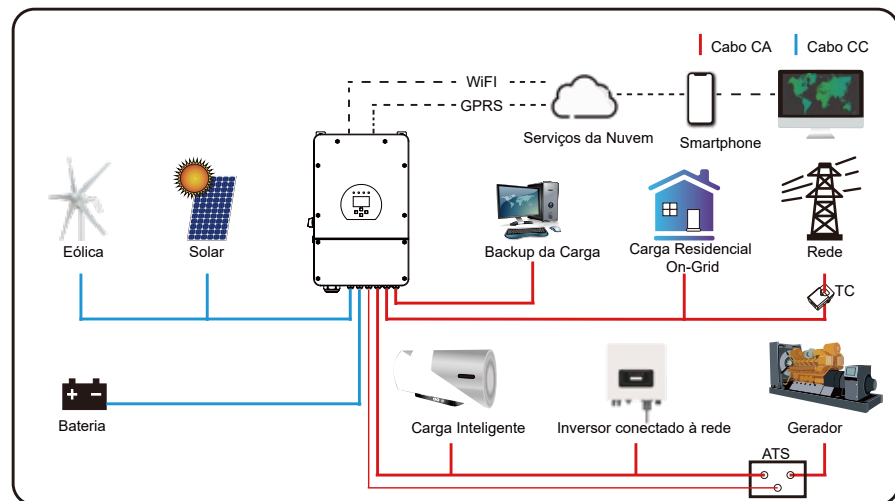 Cabo CA
Cabo CC
WiFI
GPRS
Serviços da Nuvem
Smartphone
Eólica
Solar
Backup da Carga
Carga Residencial
On-Grid
Rede
TC
Bateria
Carga Inteligente
Inversor conectado à rede
Gerador
ATS